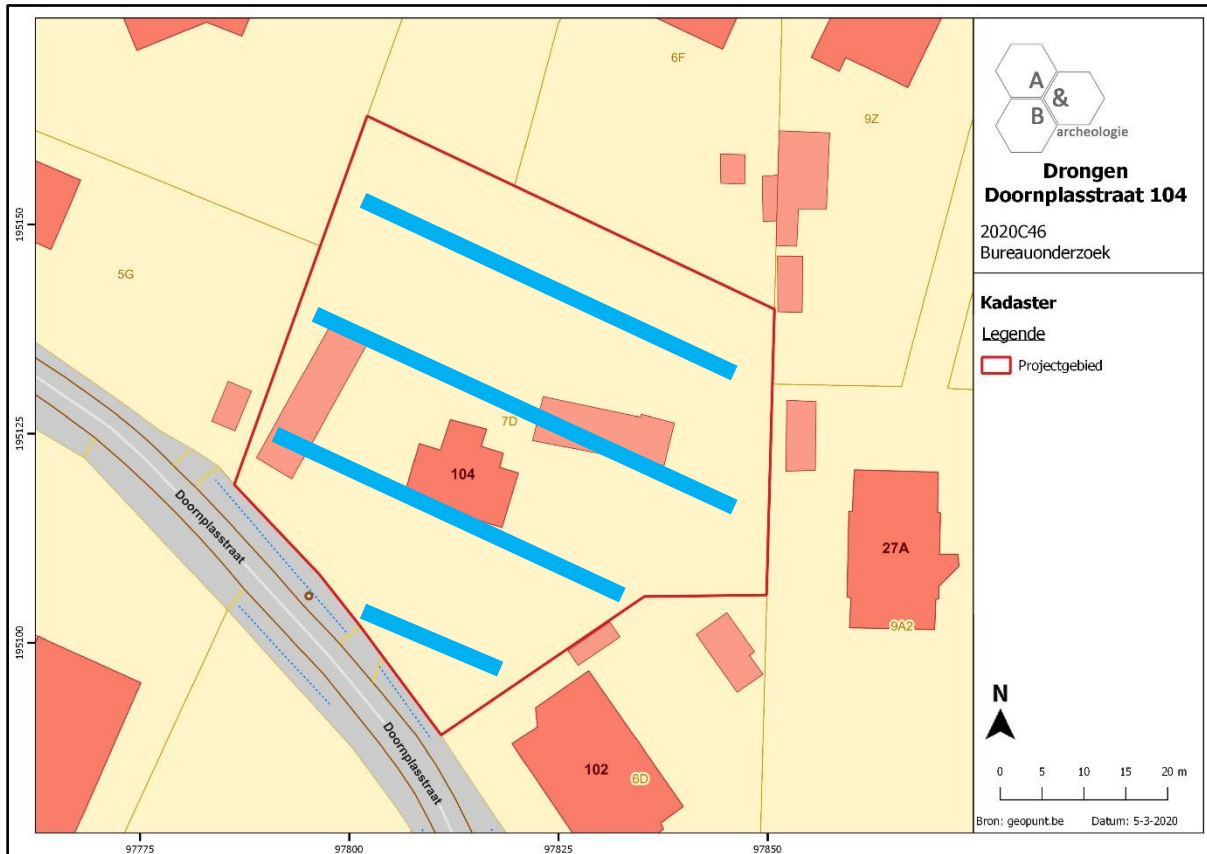 6F
9Z
5G
7D
104
Doornplasstraat
27A
9A2
Doornplasstraat
102
6D
195150
195125
195100
97775
97800
97825
97850
A
&
B
archeologie
Drongen
Doornplasstraat 104
2020C46
Bureauonderzoek
Kadaster
Legende
Projectgebied
N
0 5 10 15 20 m
Bron: geopunt.be Datum: 5-3-2020